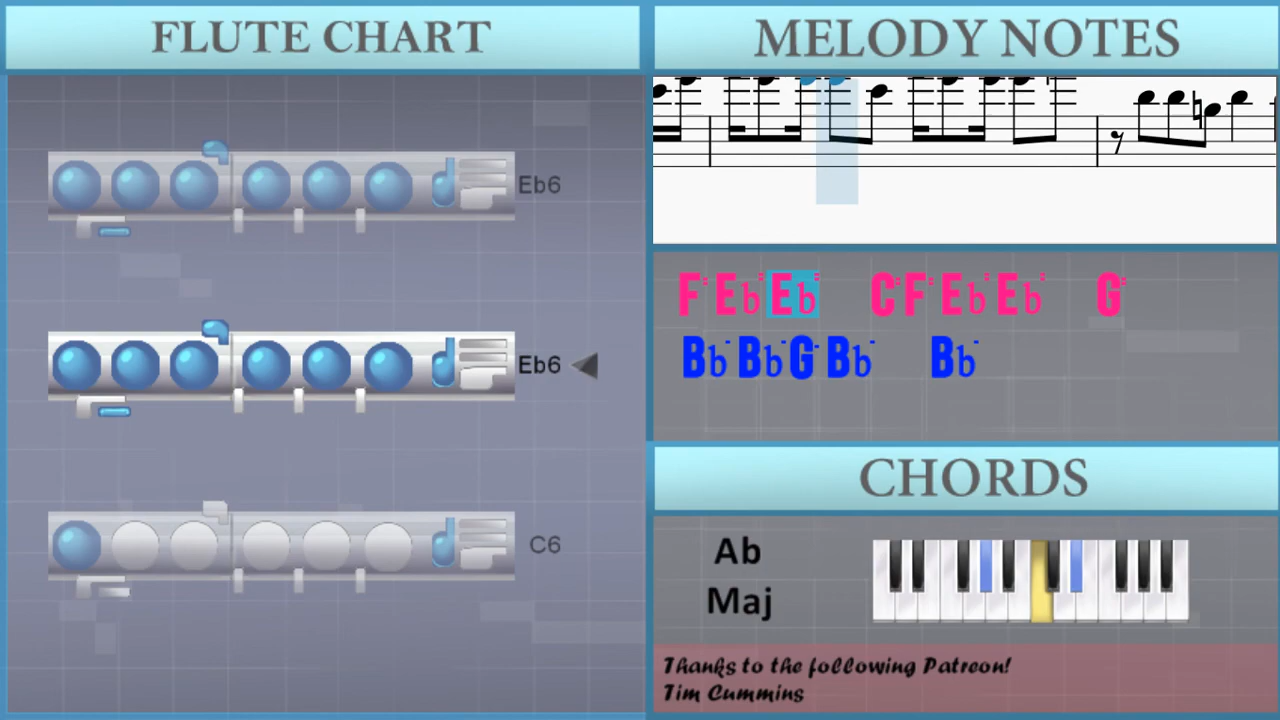 FLUTE CHART
Eb6
Eb6
C6
MELODY NOTES
F Eb Eb C F Eb Eb G
Bb Bb G Bb Bb
CHORDS
Ab
Maj
Thanks to the following Patreon!
Tim Cummins